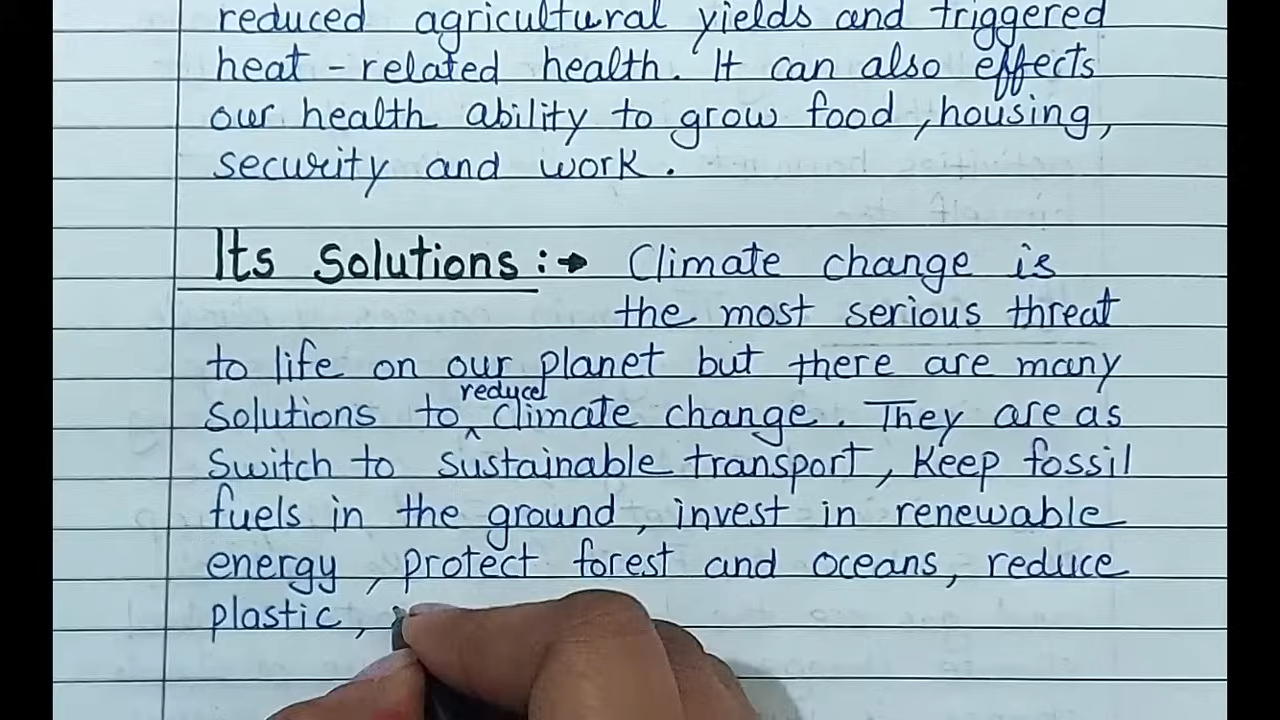 reduced agricultural yields and triggered
heat-related health. It can also effects
our health ability to grow food, housing,
security and work.
Its Solutions :→ Climate change is
the most serious threat
to life on our planet but there are many
solutions to ^ reduce climate change. They are as
Switch to sustainable transport, Keep fossil
fuels in the ground, invest in renewable
energy, protect forest and oceans, reduce
plastic,